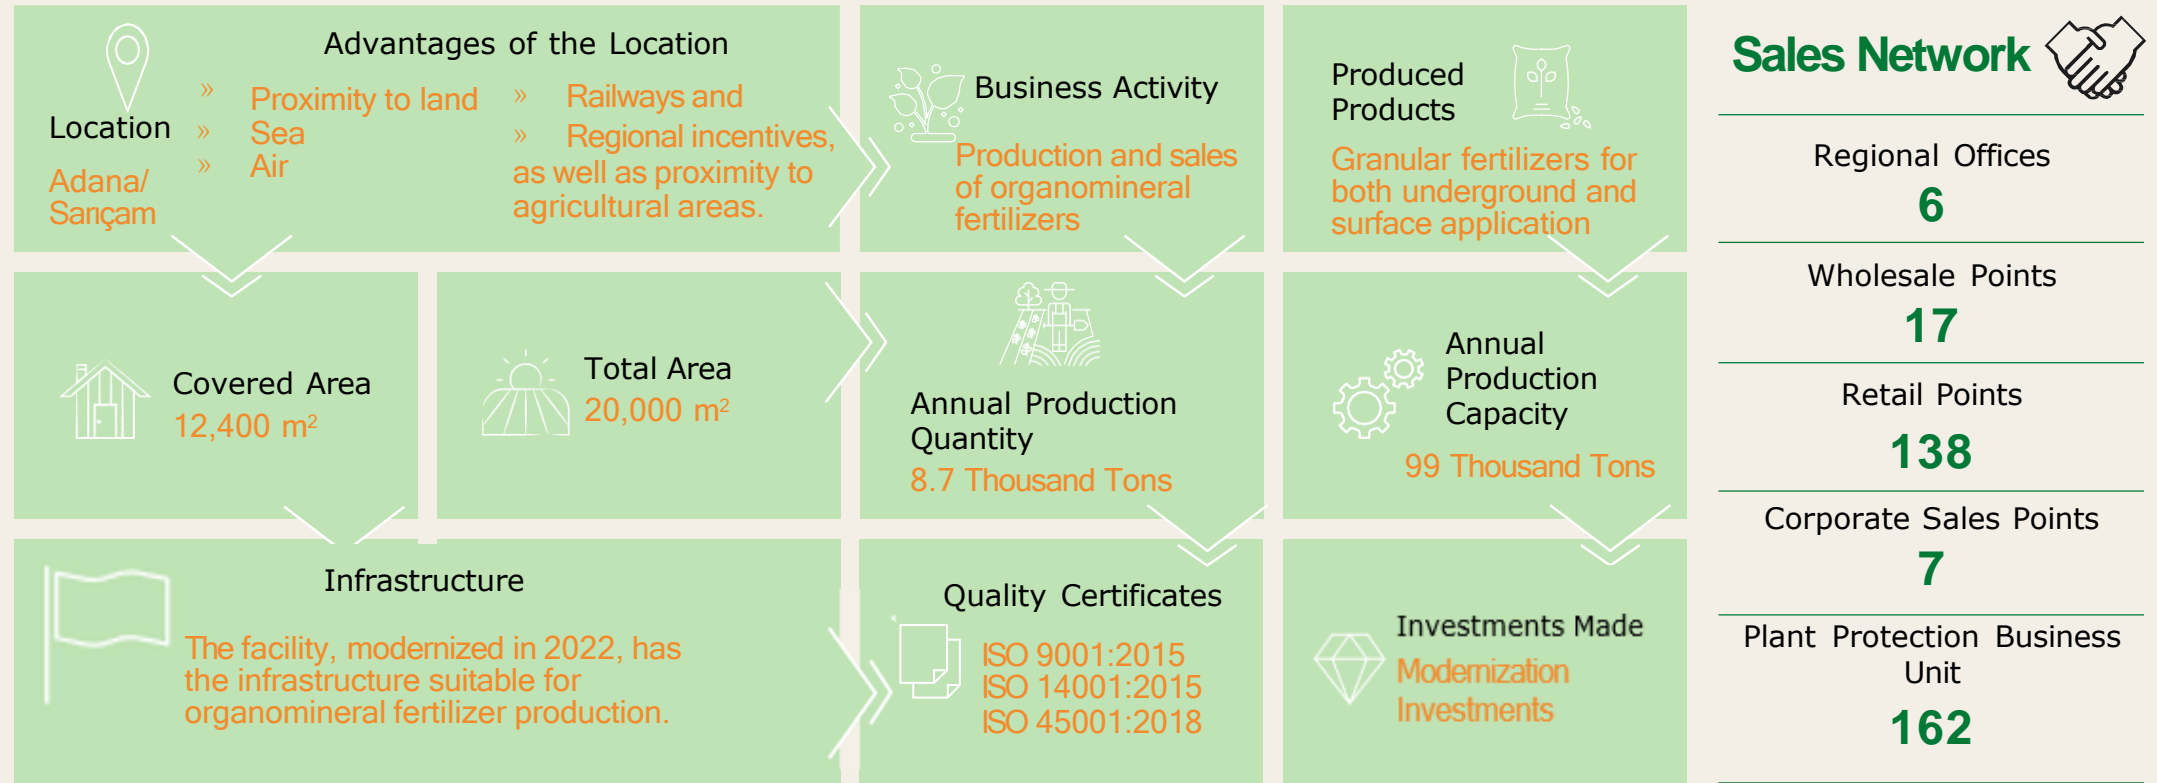 Advantages of the Location
Location
Adana/
Sarıçam
» Proximity to land
» Sea
» Air
» Railways and
» Regional incentives,
as well as proximity to
agricultural areas.
Business Activity
Production and sales
of organomineral
fertilizers
Produced
Products
Granular fertilizers for
both underground and
surface application
Covered Area
12,400 m²
Total Area
20,000 m²
Annual Production
Quantity
8.7 Thousand Tons
Annual
Production
Capacity
99 Thousand Tons
Infrastructure
The facility, modernized in 2022, has
the infrastructure suitable for
organomineral fertilizer production.
Quality Certificates
ISO 9001:2015
ISO 14001:2015
ISO 45001:2018
Investments Made
Modernization
Investments
Sales Network
Regional Offices
6
Wholesale Points
17
Retail Points
138
Corporate Sales Points
7
Plant Protection Business
Unit
162